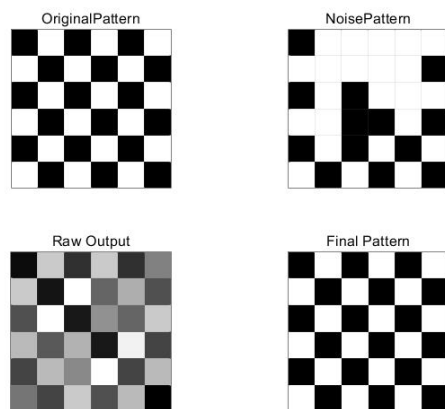 OriginalPattern
NoisePattern
Raw Output
Final Pattern